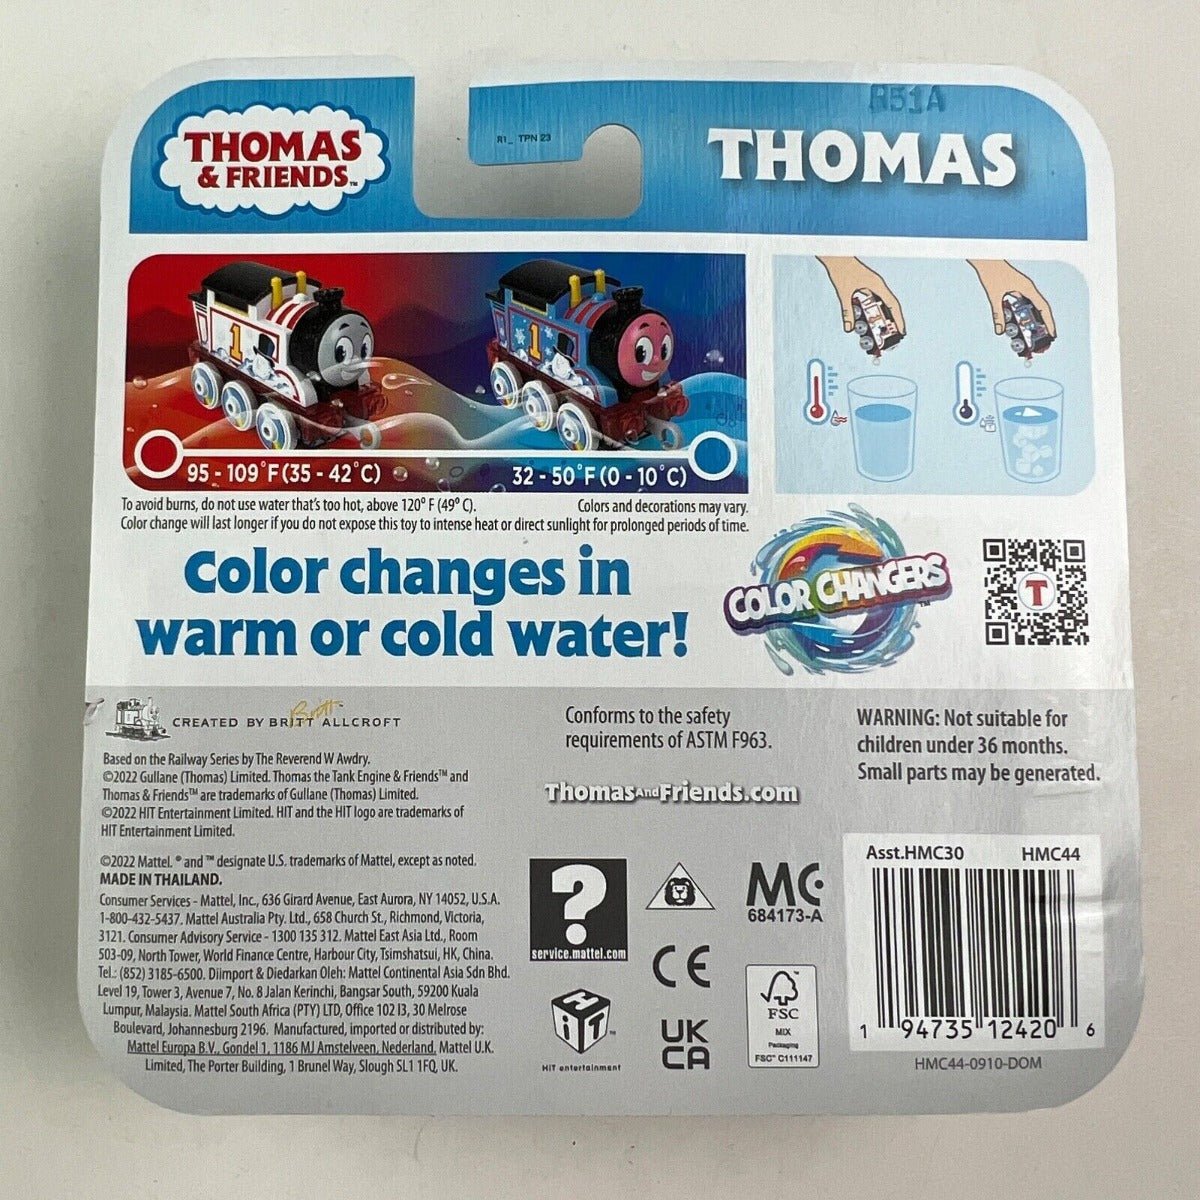 R51A
R1_ TPN 23
THOMAS
& FRIENDS™
THOMAS
1
1
95 - 109°F (35 - 42°C)
32 - 50°F (0 - 10°C)
To avoid burns, do not use water that's too hot, above 120° F (49° C).
Colors and decorations may vary.
Color change will last longer if you do not expose this toy to intense heat or direct sunlight for prolonged periods of time.
Color changes in
warm or cold water!
COLOR CHANGERS™
T
CREATED BY BRITT ALLCROFT
Britt
Based on the Railway Series by The Reverend W Awdry.
©2022 Gullane (Thomas) Limited. Thomas the Tank Engine & Friends™ and
Thomas & Friends™ are trademarks of Gullane (Thomas) Limited.
©2022 HIT Entertainment Limited. HIT and the HIT logo are trademarks of
HIT Entertainment Limited.
©2022 Mattel. ® and ™ designate U.S. trademarks of Mattel, except as noted.
MADE IN THAILAND.
Consumer Services - Mattel, Inc., 636 Girard Avenue, East Aurora, NY 14052, U.S.A.
1-800-432-5437. Mattel Australia Pty. Ltd., 658 Church St., Richmond, Victoria,
3121. Consumer Advisory Service - 1300 135 312. Mattel East Asia Ltd., Room
503-09, North Tower, World Finance Centre, Harbour City, Tsimshatsui, HK, China.
Tel.: (852) 3185-6500. Diimport & Diedarkan Oleh: Mattel Continental Asia Sdn Bhd.
Level 19, Tower 3, Avenue 7, No. 8 Jalan Kerinchi, Bangsar South, 59200 Kuala
Lumpur, Malaysia. Mattel South Africa (PTY) LTD, Office 102 I3, 30 Melrose
Boulevard, Johannesburg 2196. Manufactured, imported or distributed by:
Mattel Europa B.V., Gondel 1, 1186 MJ Amstelveen, Nederland. Mattel U.K.
Limited, The Porter Building, 1 Brunel Way, Slough SL1 1FQ, UK.
Conforms to the safety
requirements of ASTM F963.
ThomasAndFriends.com
WARNING: Not suitable for
children under 36 months.
Small parts may be generated.
?
service.mattel.com
HiT™
HiT entertainment
MC
684173-A
CE
UK
CA
FSC
MIX
Packaging
FSC® C111147
Asst.HMC30
HMC44
1 94735 12420 6
HMC44-0910-DOM